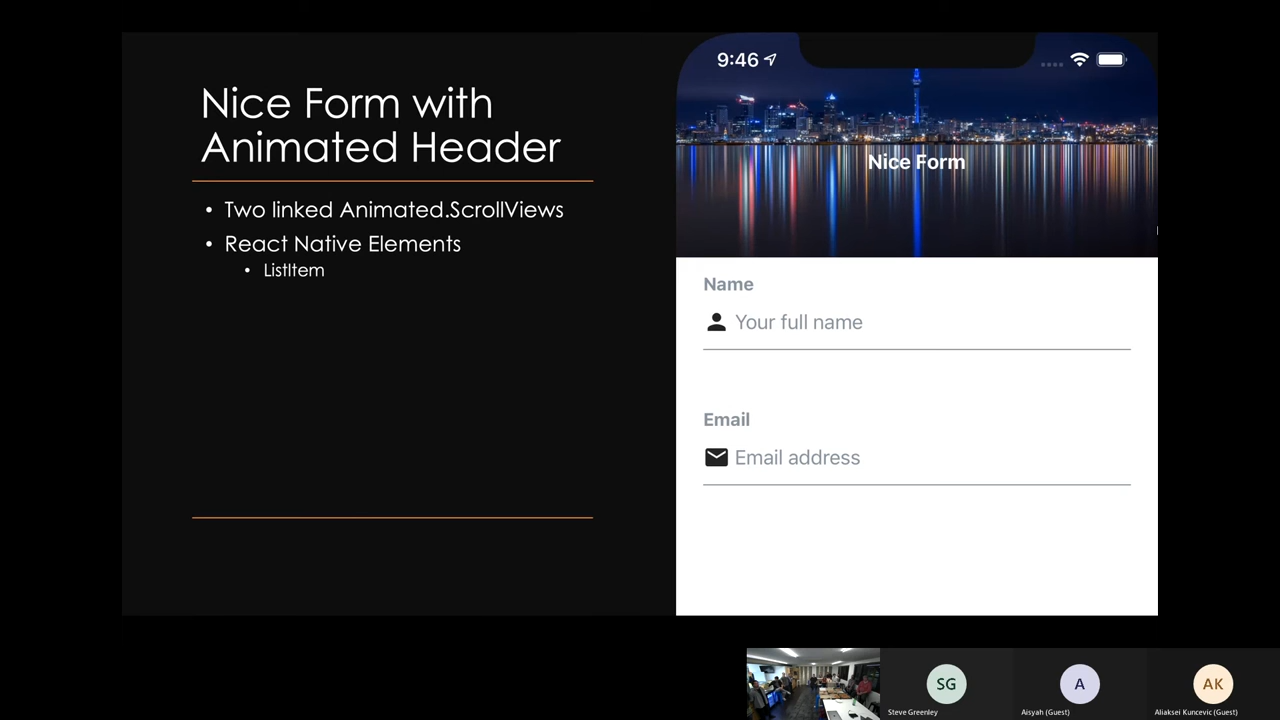 Nice Form with
Animated Header
• Two linked Animated.ScrollViews
• React Native Elements
• ListItem
9:46
Nice Form
Name
Your full name
Email
Email address
SG
Steve Greenley
A
Aisyah (Guest)
AK
Aliaksei Kuncevic (Guest)